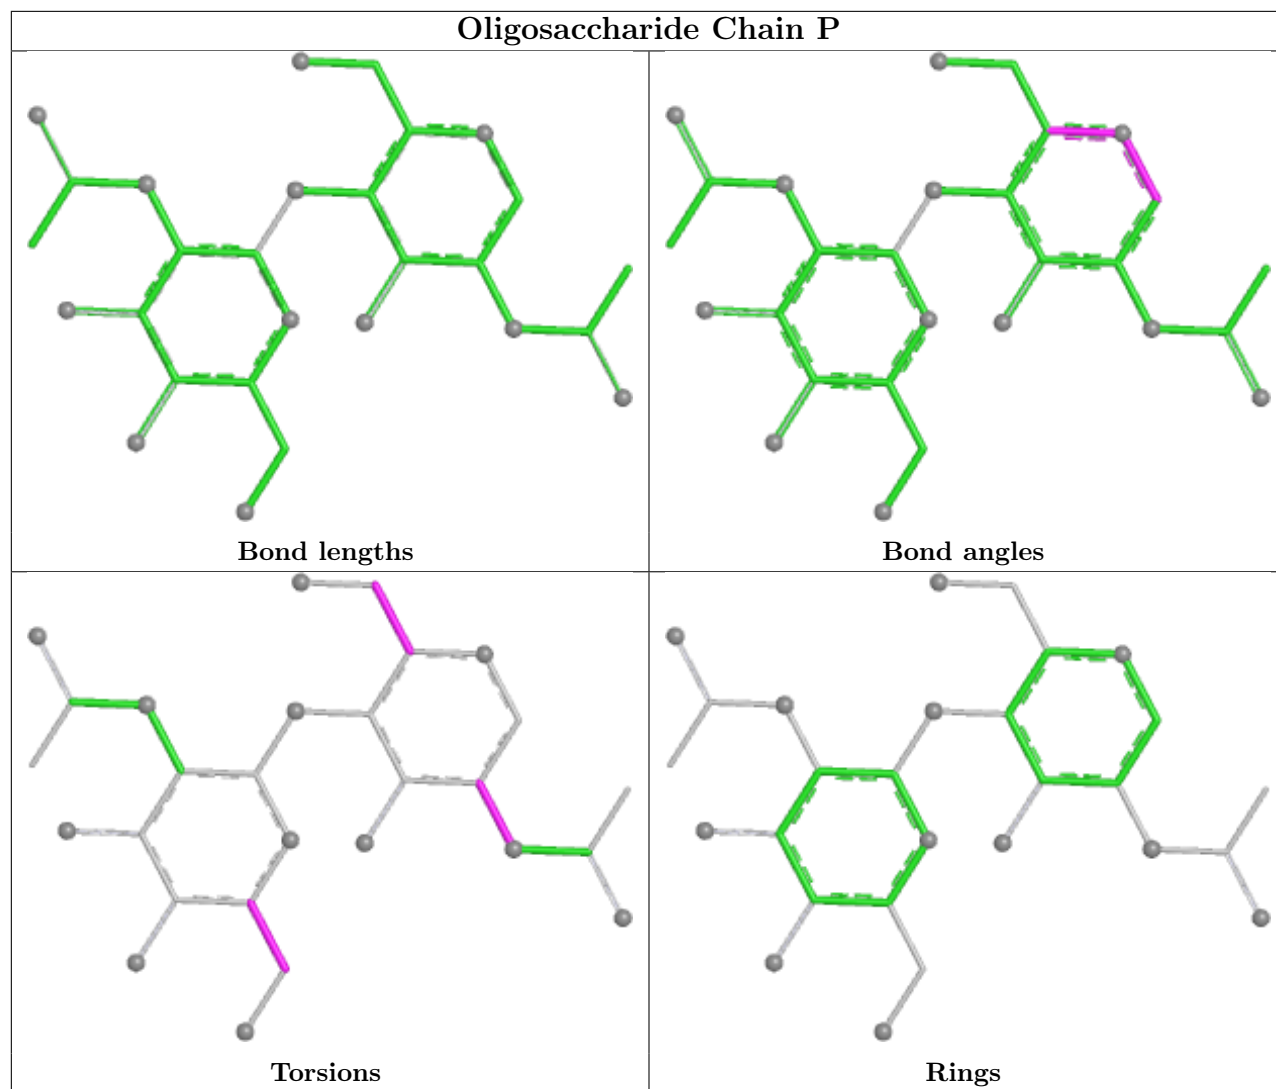 Oligosaccharide Chain P
Bond lengths
Bond angles
Torsions
Rings